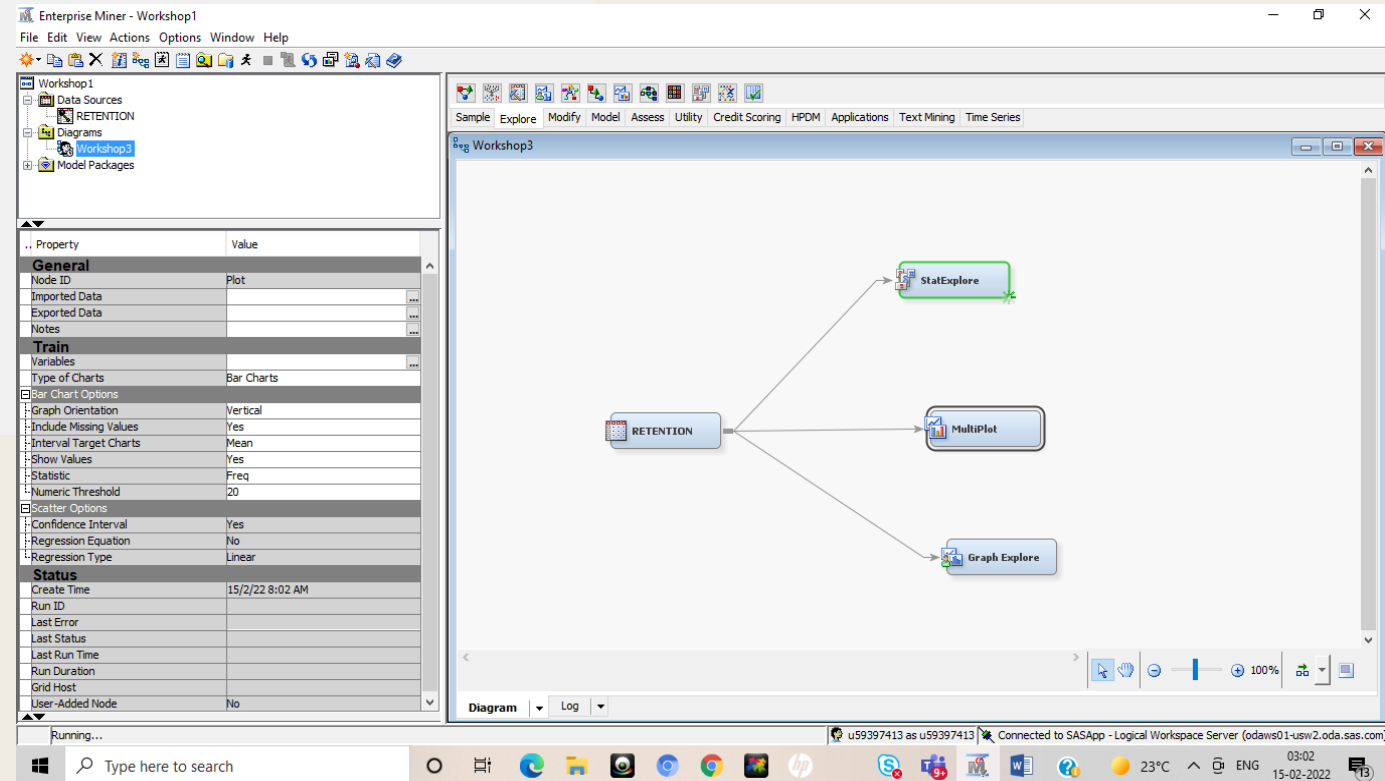 Enterprise Miner - Workshop1
File Edit View Actions Options Window Help
Workshop1
Data Sources
RETENTION
Diagrams
Workshop3
Model Packages
.. Property Value
General
Node ID Plot
Imported Data ...
Exported Data ...
Notes ...
Train
Variables ...
Type of Charts Bar Charts
Bar Chart Options
Graph Orientation Vertical
Include Missing Values Yes
Interval Target Charts Mean
Show Values Yes
Statistic Freq
Numeric Threshold 20
Scatter Options
Confidence Interval Yes
Regression Equation No
Regression Type Linear
Status
Create Time 15/2/22 8:02 AM
Run ID
Last Error
Last Status
Last Run Time
Run Duration
Grid Host
User-Added Node No
Sample Explore Modify Model Assess Utility Credit Scoring HPDM Applications Text Mining Time Series
Workshop3
StatExplore
RETENTION
MultiPlot
Graph Explore
100%
Diagram Log
Running...
u59397413 as u59397413 Connected to SASApp - Logical Workspace Server (odaws01-usw2.oda.sas.com)
Type here to search
hp
23°C ENG
03:02
15-02-2022
13